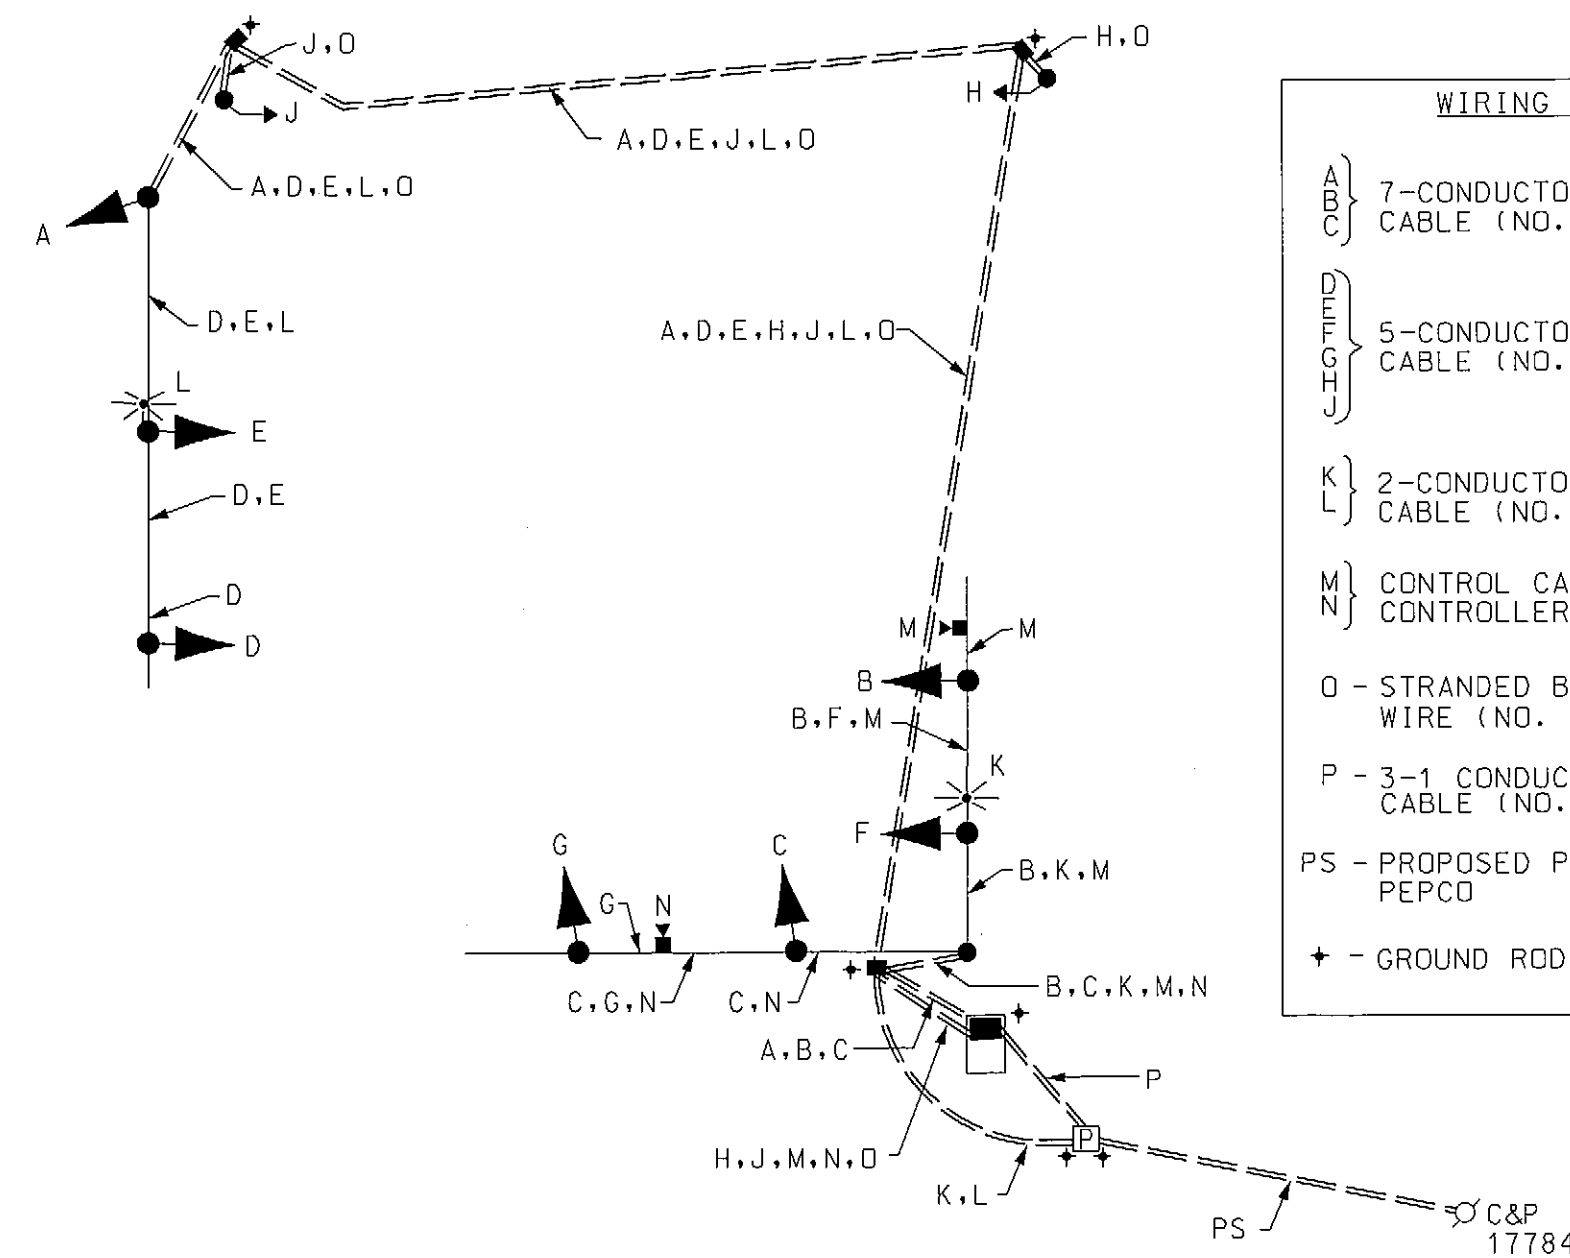 J,O
H,O
J
H
A,D,E,J,L,O
A,D,E,L,O
A
D,E,L
A,D,E,H,J,L,O
L
E
D,E
D
D
M
M
B
B,F,M
K
F
G
C
B,K,M
G
N
C,G,N
C,N
B,C,K,M,N
A,B,C
P
H,J,M,N,O
P
K,L
PS
C&P
17784
WIRING
A
B
C
7-CONDUCTO
CABLE (NO.
D
E
F
G
H
J
5-CONDUCTO
CABLE (NO.
K
L
2-CONDUCTO
CABLE (NO.
M
N
CONTROL CA
CONTROLLER
O - STRANDED B
WIRE (NO.
P - 3-1 CONDUC
CABLE (NO.
PS - PROPOSED P
PEPCO
- GROUND ROD